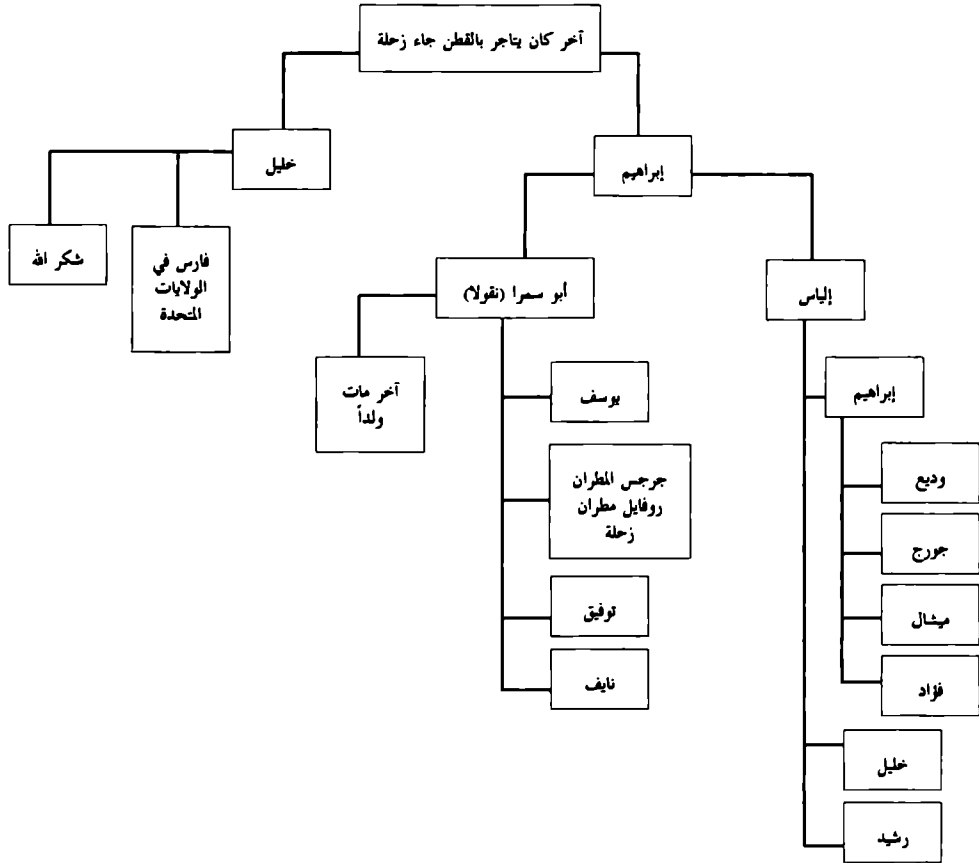 آخر كان يتاجر بالقطن جاء زحلة
إبراهيم
خليل
إلياس
أبو سمرا (نقولا)
فارس في
الولايات
المتحدة
شكر الله
إبراهيم
يوسف
آخر مات
ولداً
وديع
جرجس المطران
روفايل مطران
زحلة
جورج
توفيق
ميشال
نايف
فؤاد
خليل
رشيد